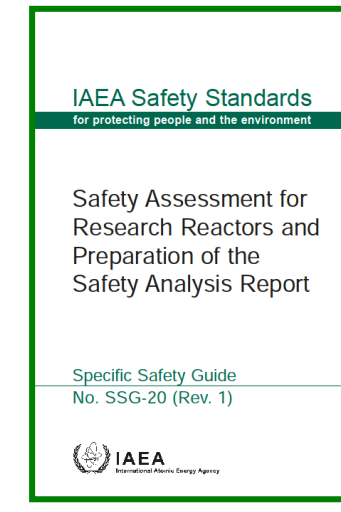 IAEA Safety Standards
for protecting people and the environment
Safety Assessment for
Research Reactors and
Preparation of the
Safety Analysis Report
Specific Safety Guide
No. SSG-20 (Rev. 1)
IAEA
International Atomic Energy Agency